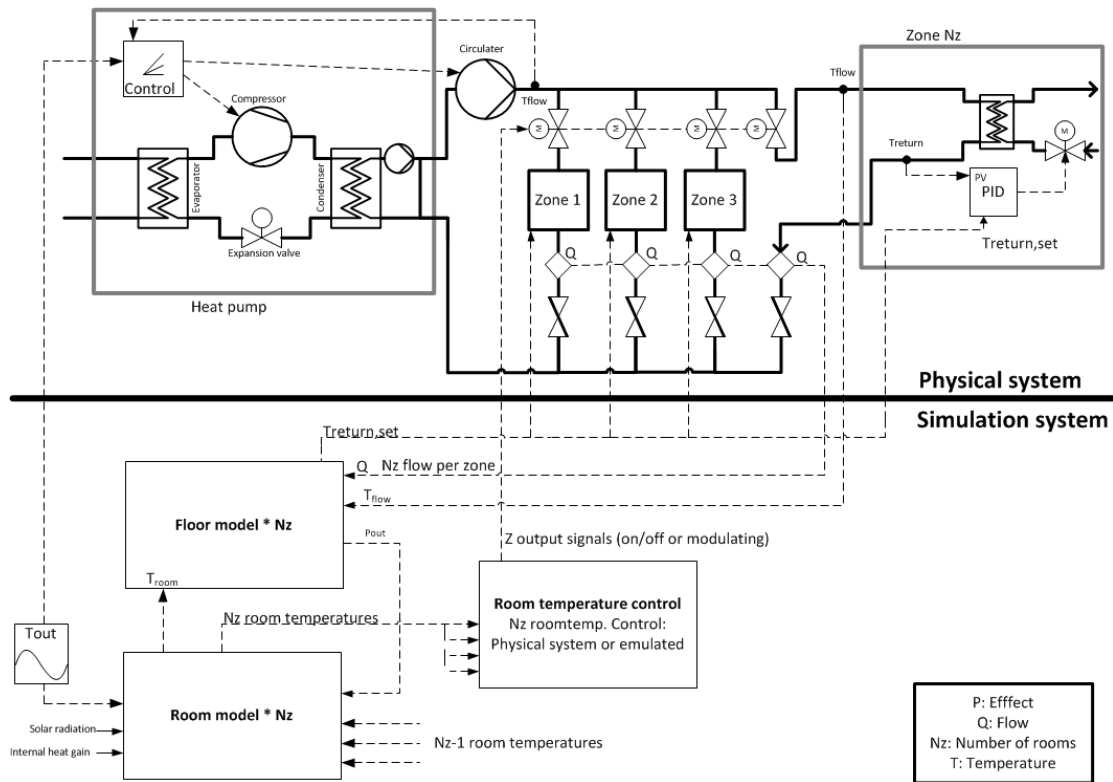 Zone Nz
Circulater
Control
Compressor
Tflow
Tflow
M
M
M
M
M
Treturn
Evaporator
Condenser
PV
PID
Zone 1
Zone 2
Zone 3
Treturn,set
Expansion valve
Q
Q
Q
Q
Heat pump
Physical system
Simulation system
Treturn,set
Q
Nz flow per zone
Tflow
Floor model * Nz
Pout
Z output signals (on/off or modulating)
Troom
Room temperature control
Nz room temperatures
Nz roomtemp. Control:
Physical system or emulated
Tout
Room model * Nz
Solar radiation
Internal heat gain
Nz-1 room temperatures
P: Efffect
Q: Flow
Nz: Number of rooms
T: Temperature